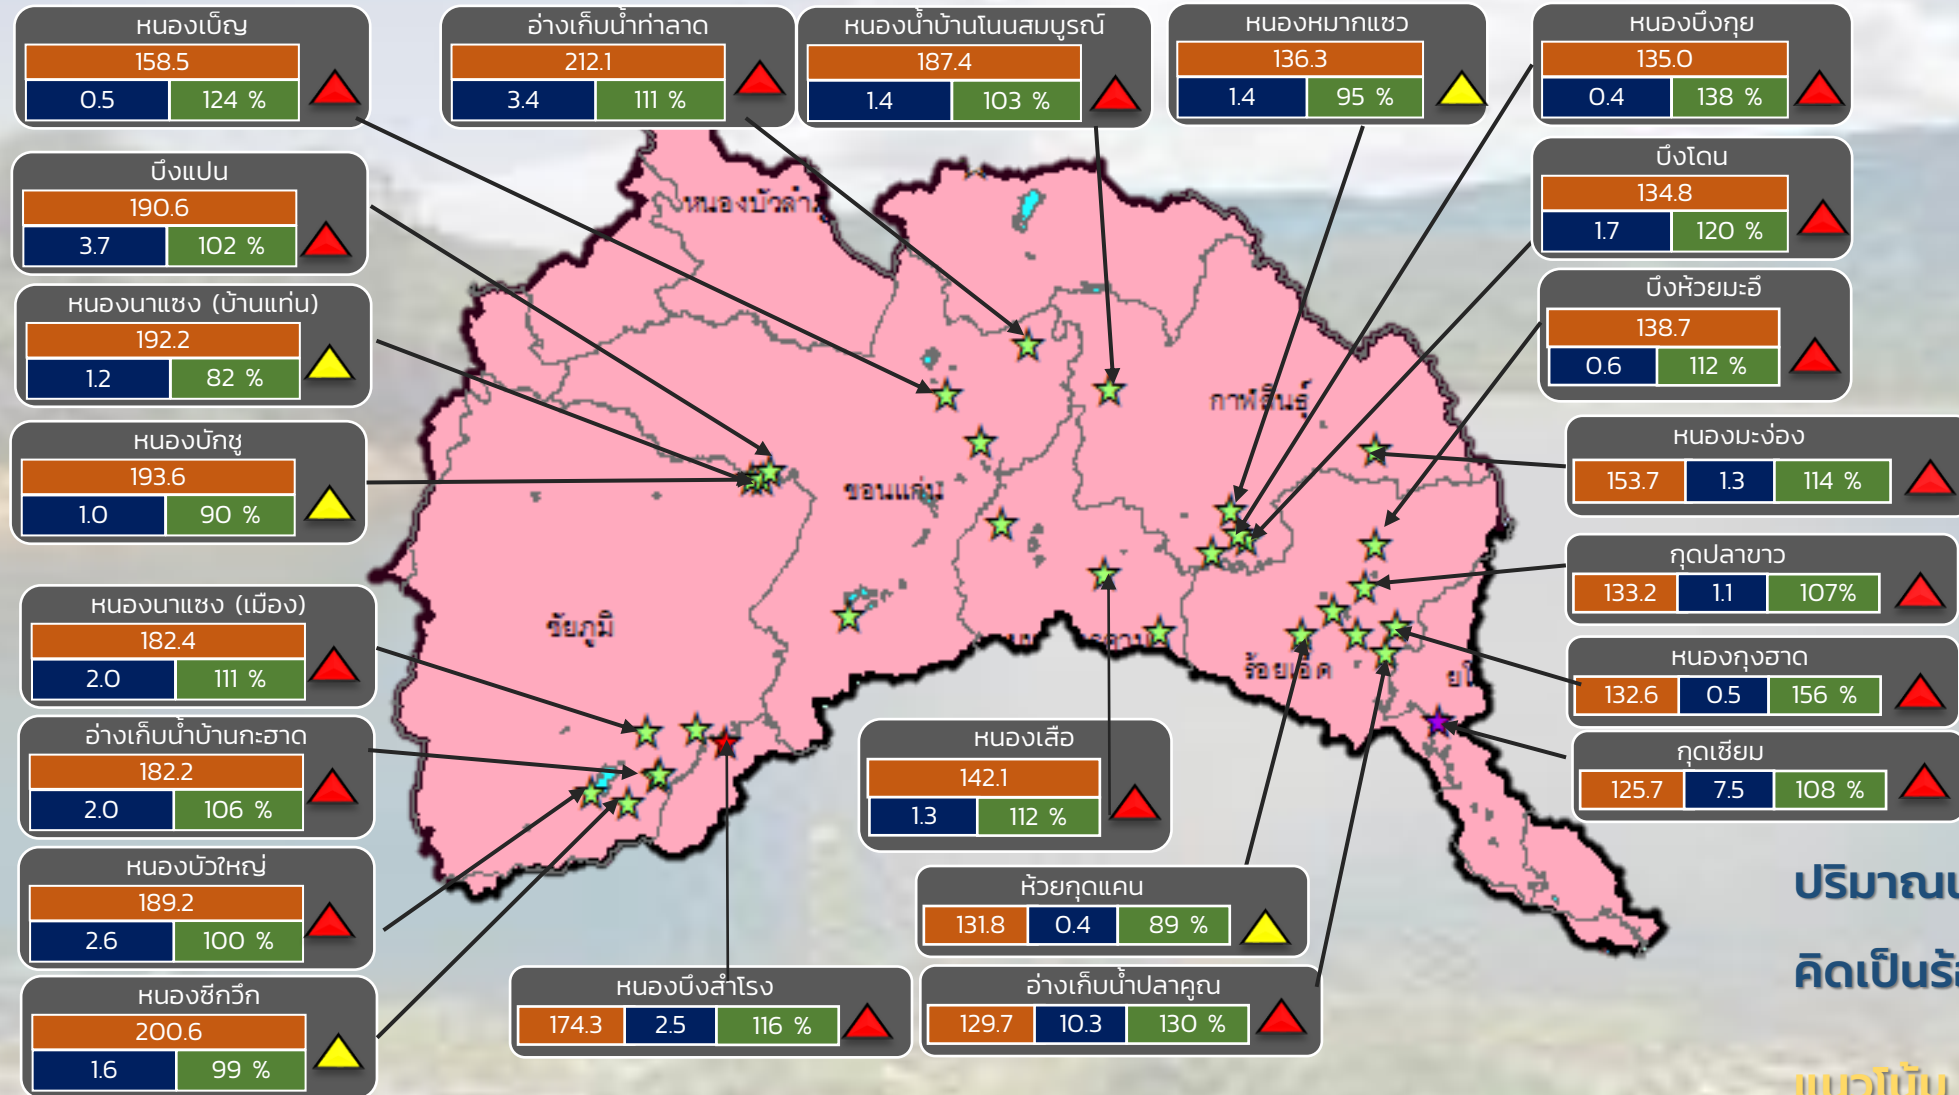 หนองเบ็ญ
158.5
0.5 124 %
อ่างเก็บน้ำท่าลาด
212.1
3.4 111 %
หนองน้ำบ้านโนนสมบูรณ์
187.4
1.4 103 %
หนองหมากแซว
136.3
1.4 95 %
หนองบึงกุย
135.0
0.4 138 %
บึงแปน
190.6
3.7 102 %
บึงโดน
134.8
1.7 120 %
หนองนาแซง (บ้านแท่น)
192.2
1.2 82 %
บึงห้วยมะอี
138.7
0.6 112 %
หนองบักชู
193.6
1.0 90 %
หนองมะง่อง
153.7 1.3 114 %
กุดปลาขาว
133.2 1.1 107%
หนองนาแซง (เมือง)
182.4
2.0 111 %
หนองกุงฮาด
132.6 0.5 156 %
อ่างเก็บน้ำบ้านกะฮาด
182.2
2.0 106 %
หนองเสือ
142.1
1.3 112 %
กุดเซียม
125.7 7.5 108 %
หนองบัวใหญ่
189.2
2.6 100 %
ห้วยกุดแคน
131.8 0.4 89 %
หนองซีกวึก
200.6
1.6 99 %
หนองบึงสำโรง
174.3 2.5 116 %
อ่างเก็บน้ำปลาคูณ
129.7 10.3 130 %
กาฬสินธุ์
ขอนแก่น
ชัยภูมิ
ร้อยเอ็ด
คิดเป็นร้อ
แนวโน้ม